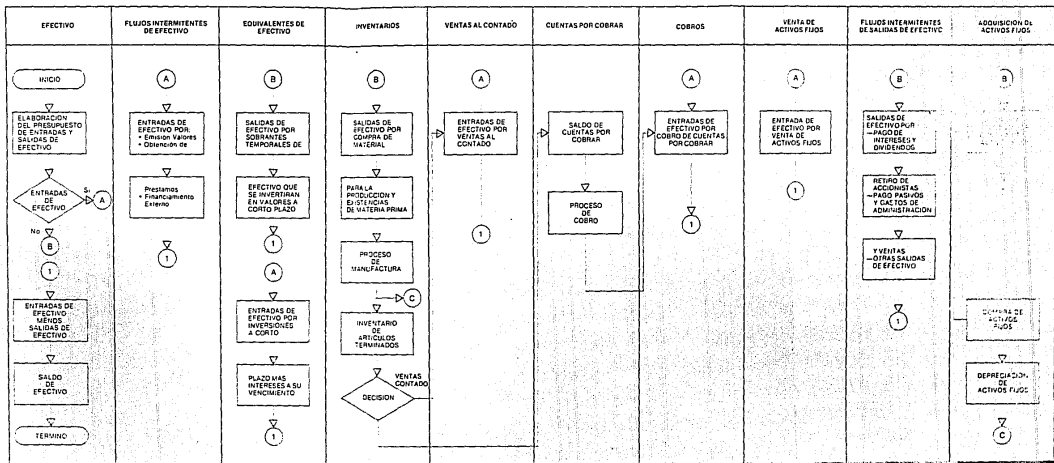 EFECTIVO
INICIO
ELABORACION
DEL PRESUPUESTO
DE ENTRADAS Y
SALIDAS DE
EFECTIVO
ENTRADAS
DE
EFECTIVO
Si
A
No
B
1
ENTRADAS DE
EFECTIVO
MENOS
SALIDAS DE
EFECTIVO
SALDO
DE
EFECTIVO
TERMINO
FLUJOS INTERMITENTES
DE EFECTIVO
A
ENTRADAS DE
EFECTIVO POR:
* Emisión Valores
* Obtención de
Prestamos
* Financiamiento
Externo
1
EQUIVALENTES DE
EFECTIVO
B
SALIDAS DE
EFECTIVO POR
SOBRANTES
TEMPORALES DE
EFECTIVO QUE
SE INVERTIRAN
EN VALORES A
CORTO PLAZO
1
A
ENTRADAS DE
EFECTIVO POR
INVERSIONES
A CORTO
PLAZO MAS
INTERESES A SU
VENCIMIENTO
1
INVENTARIOS
B
SALIDAS DE
EFECTIVO POR
COMPRA DE
MATERIAL
PARA LA
PRODUCCION Y
EXISTENCIAS
DE MATERIA PRIMA
PROCESO
DE
MANUFACTURA
C
INVENTARIO
DE
ARTICULOS
TERMINADOS
VENTAS
CONTADO
DECISION
VENTAS AL CONTADO
A
ENTRADAS DE
EFECTIVO POR
VENTAS AL
CONTADO
1
CUENTAS POR COBRAR
SALDO DE
CUENTAS POR
COBRAR
PROCESO
DE
COBRO
COBROS
A
ENTRADAS DE
EFECTIVO POR
COBRO DE CUENTAS
POR COBRAR
1
VENTA DE
ACTIVOS FIJOS
A
ENTRADA DE
EFECTIVO POR
VENTA DE
ACTIVOS FIJOS
1
FLUJOS INTERMITENTES
DE SALIDAS DE EFECTIVO
B
SALIDAS DE
EFECTIVO POR
—PAGO DE
INTERESES Y
DIVIDENDOS
RETIRO DE
ACCIONISTAS
—PAGO PASIVOS
Y GASTOS DE
ADMINISTRACION
Y VENTAS
—OTRAS SALIDAS
DE EFECTIVO
1
ADQUISICION DE
ACTIVOS FIJOS
B
COMPRA DE
ACTIVOS
FIJOS
DEPRECIACION
DE
ACTIVOS FIJOS
C